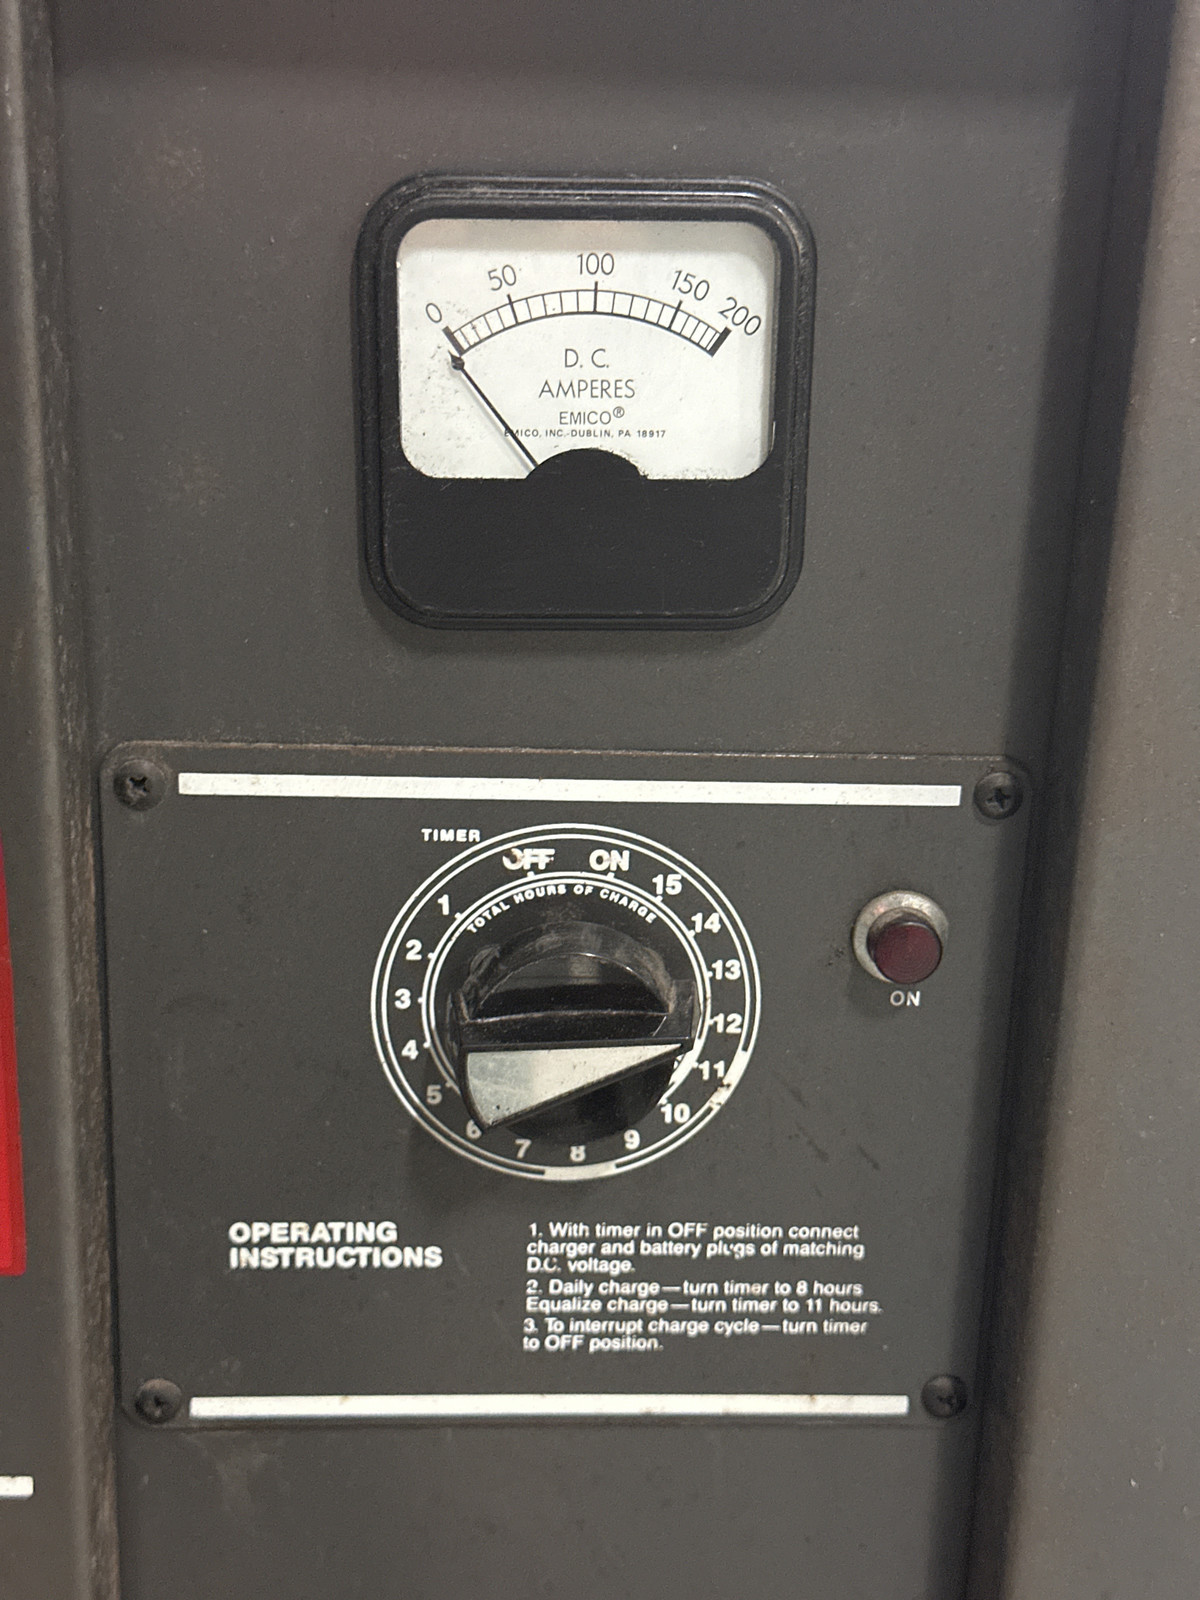 0 50 100 150 200
D. C.
AMPERES
EMICO®
EMICO, INC.-DUBLIN, PA 18917
TIMER
OFF ON
TOTAL HOURS OF CHARGE
1
2
3
4
5
6
7
8
9
10
11
12
13
14
15
ON
OPERATING
INSTRUCTIONS
1. With timer in OFF position connect
charger and battery plugs of matching
D.C. voltage.
2. Daily charge—turn timer to 8 hours
Equalize charge—turn timer to 11 hours.
3. To interrupt charge cycle—turn timer
to OFF position.